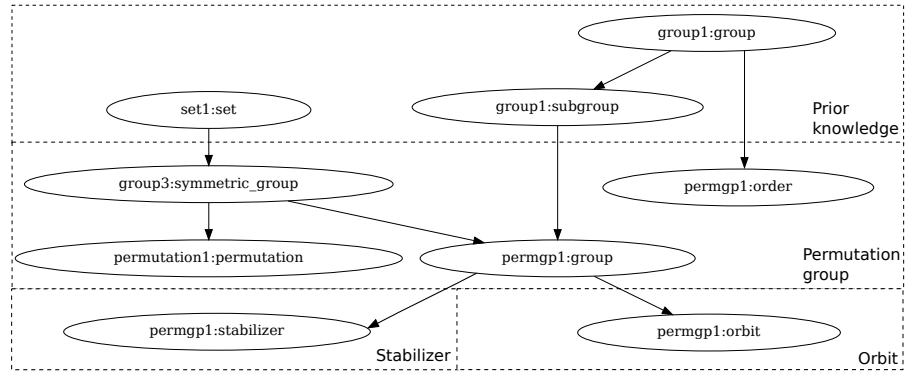 group1:group
set1:set
group1:subgroup
Prior
knowledge
group3:symmetric_group
permgp1:order
permutation1:permutation
permgp1:group
Permutation
group
permgp1:stabilizer
Stabilizer
permgp1:orbit
Orbit